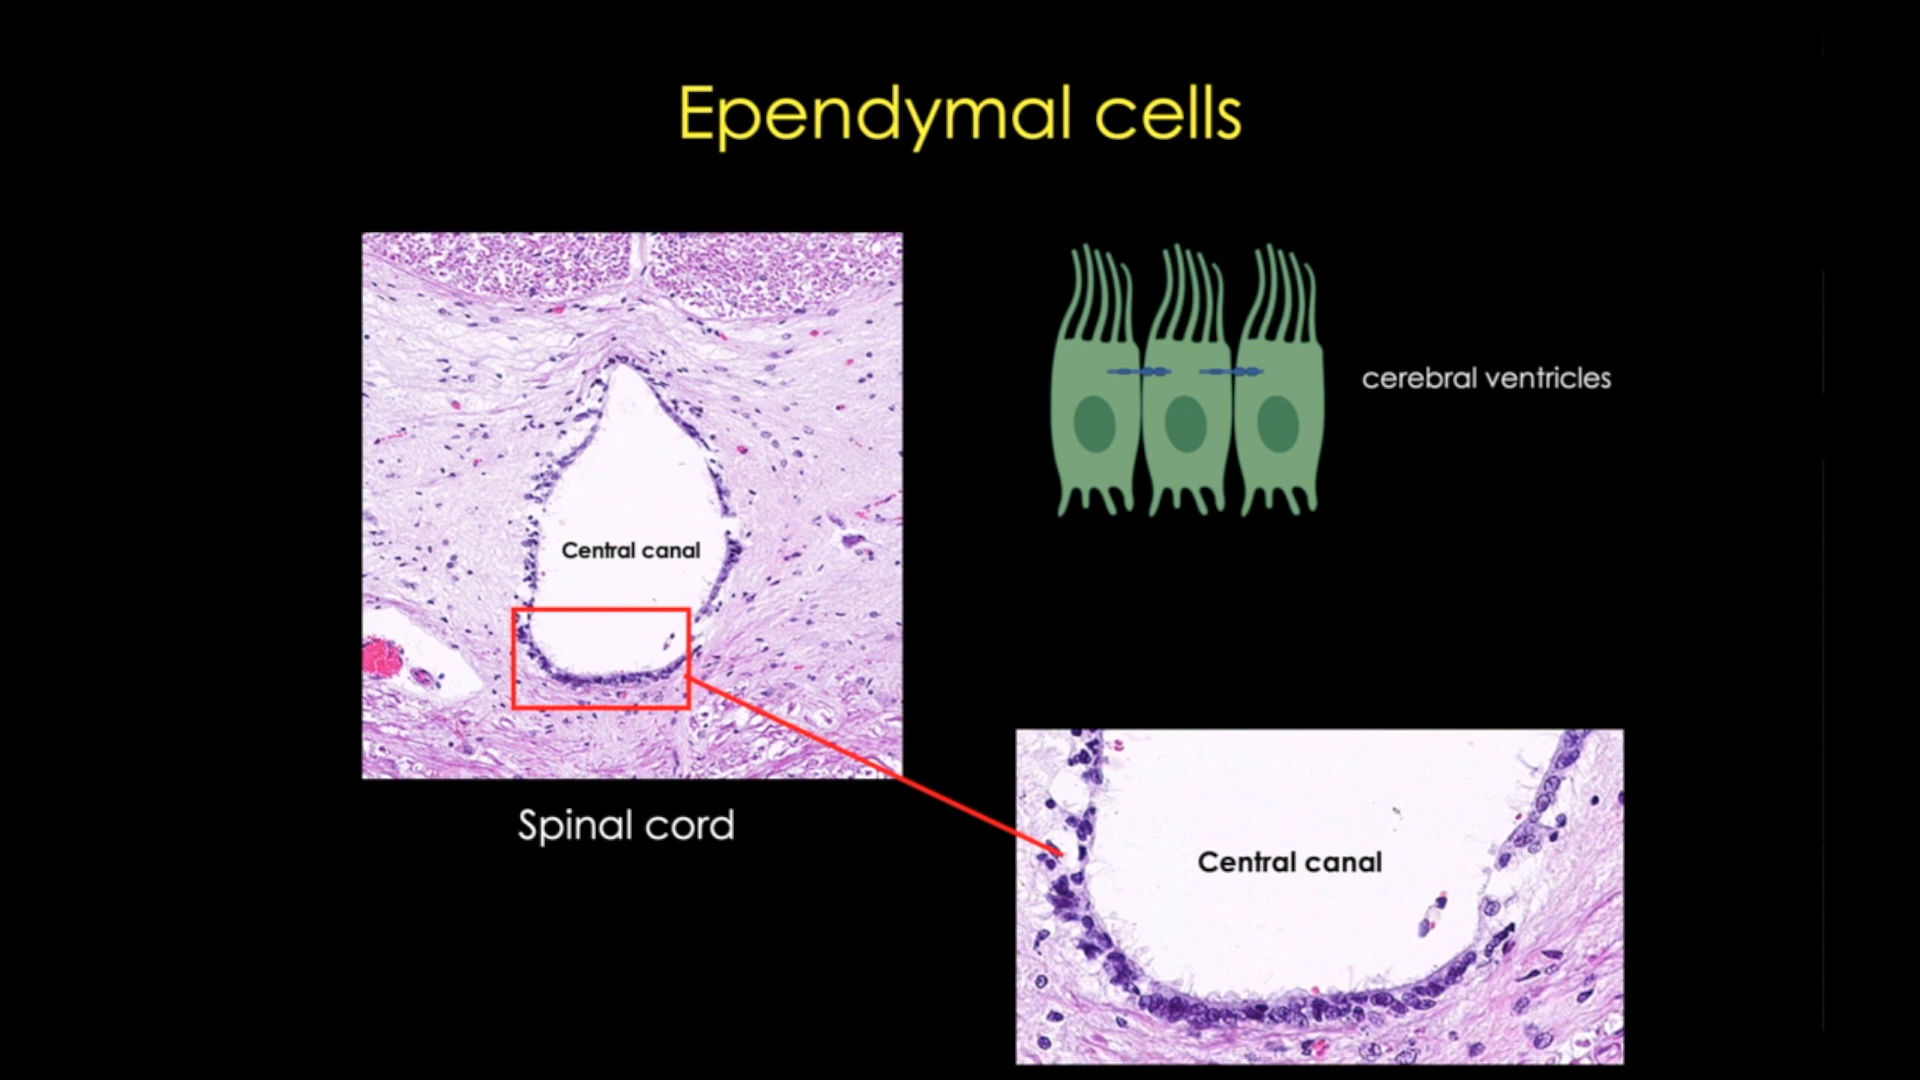 Ependymal cells
cerebral ventricles
Central canal
Spinal cord
Central canal